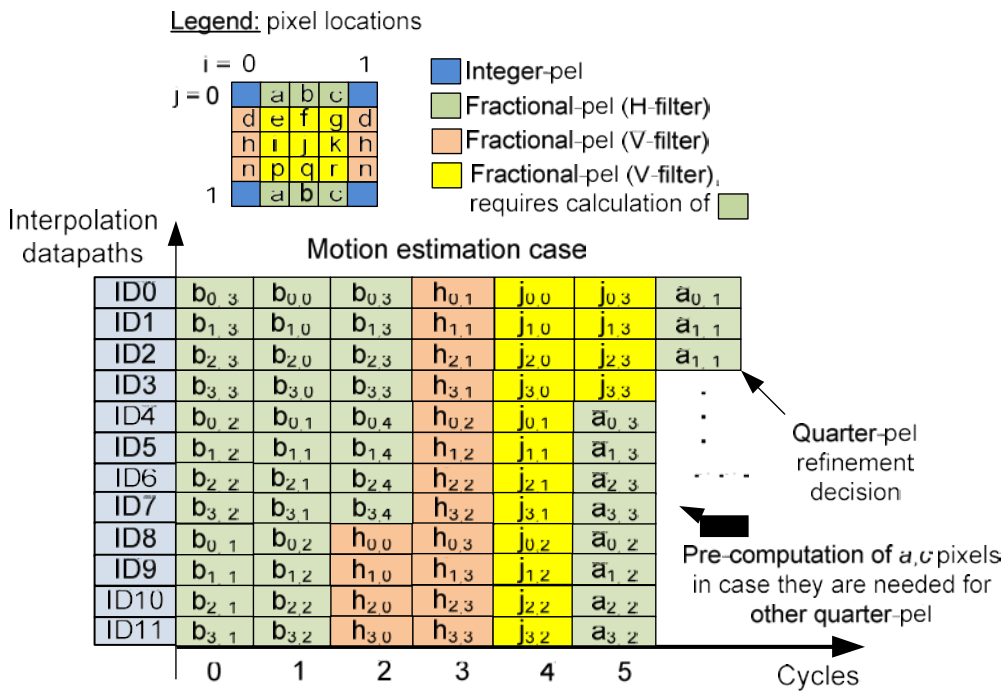 Legend: pixel locations
i = 0 1
j = 0
a b c
d e f g d
h i j k h
n p q r n
1 a b c
Integer-pel
Fractional-pel (H-filter)
Fractional-pel (V-filter)
Fractional-pel (V-filter),
requires calculation of
Interpolation
datapaths
Motion estimation case
ID0 b0, 3 b0,0 b0,3 h0,1 j0,0 j0,3 a0, 1
ID1 b1, 3 b1,0 b1,3 h1,1 j1,0 j1,3 a1, 1
ID2 b2, 3 b2,0 b2,3 h2,1 j2,0 j2,3 a1, 1
ID3 b3, 3 b3,0 b3,3 h3,1 j3,0 j3,3
ID4 b0, 2 b0,1 b0,4 h0,2 j0,1 a0, 3
ID5 b1, 2 b1,1 b1,4 h1,2 j1,1 a1, 3
ID6 b2, 2 b2,1 b2,4 h2,2 j2,1 a2, 3
ID7 b3, 2 b3,1 b3,4 h3,2 j3,1 a3, 3
ID8 b0, 1 b0,2 h0,0 h0,3 j0,2 a0, 2
ID9 b1, 1 b1,2 h1,0 h1,3 j1,2 a1, 2
ID10 b2, 1 b2,2 h2,0 h2,3 j2,2 a2, 2
ID11 b3, 1 b3,2 h3,0 h3,3 j3,2 a3, 2
Quarter-pel
refinement
decision
Pre-computation of a,c pixels
in case they are needed for
other quarter-pel
0 1 2 3 4 5 Cycles